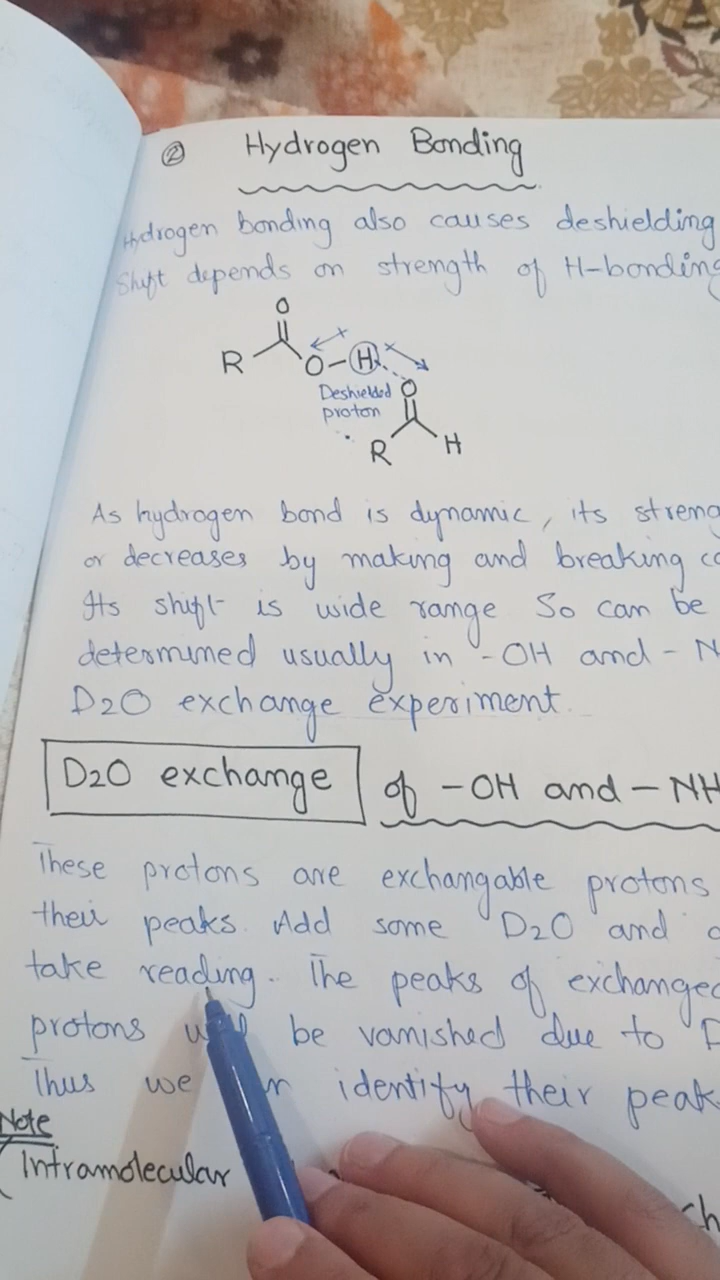 ② Hydrogen Bonding
Hydrogen bonding also causes deshielding
Shift depends on strength of H-bonding
O
R O-H
Deshielded O
proton
R H
As hydrogen bond is dynamic, its
or decreases by making and breaking
Its shift is wide range So can be
determined usually in -OH and - N
D2O exchange experiment.
D2O exchange of -OH and - NH
These protons are exchangable protons
their peaks. Add some D2O and
take reading. The peaks of exchanged
protons be vanished due to
Thus we identify their peak
Note
(Intramolecular